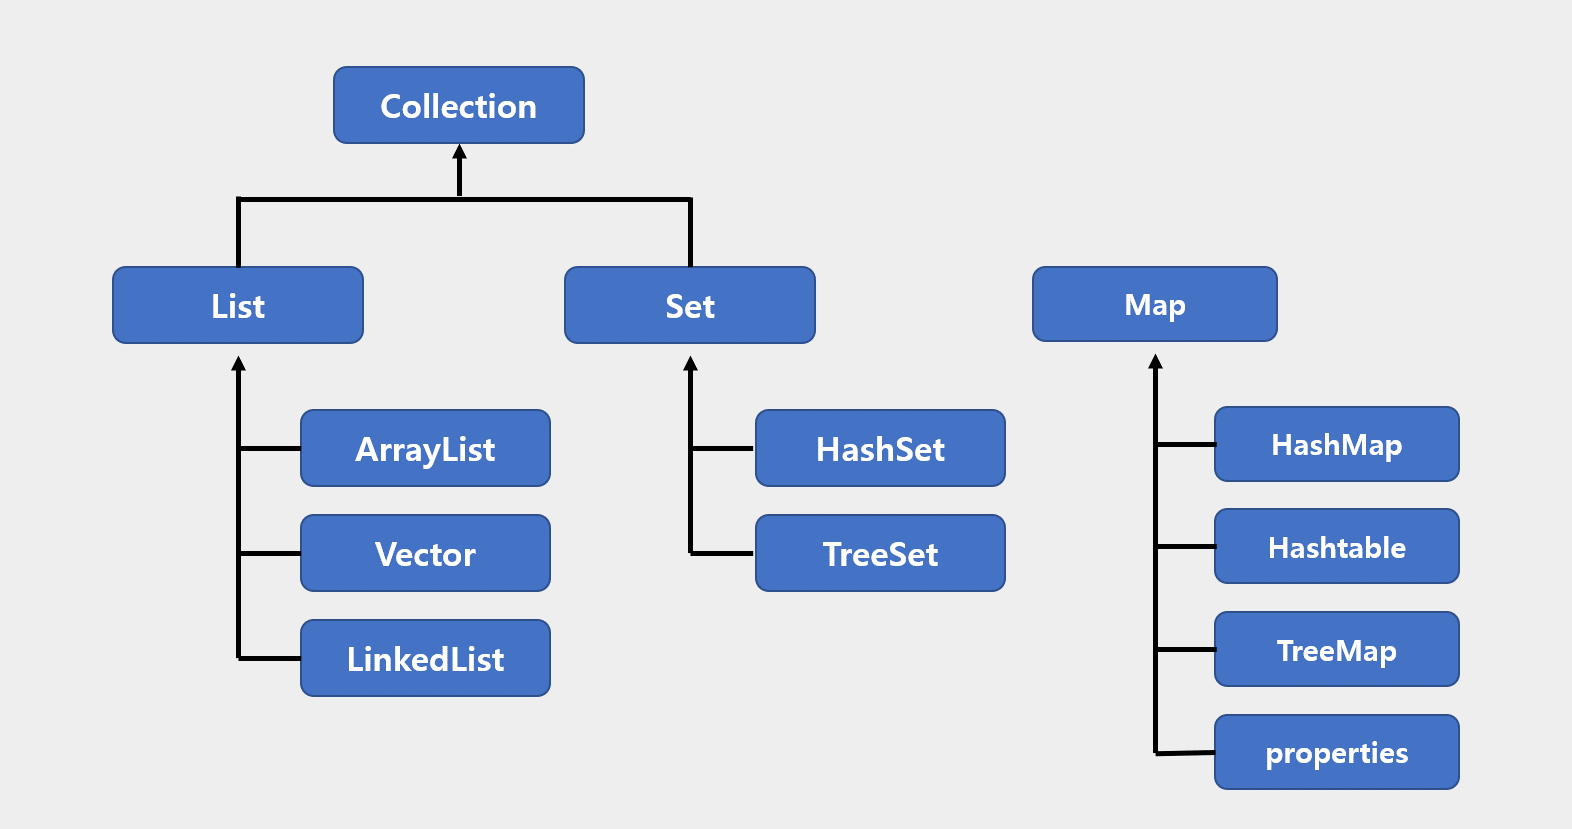 Collection
List
Set
Map
ArrayList
Vector
LinkedList
HashSet
TreeSet
HashMap
Hashtable
TreeMap
properties